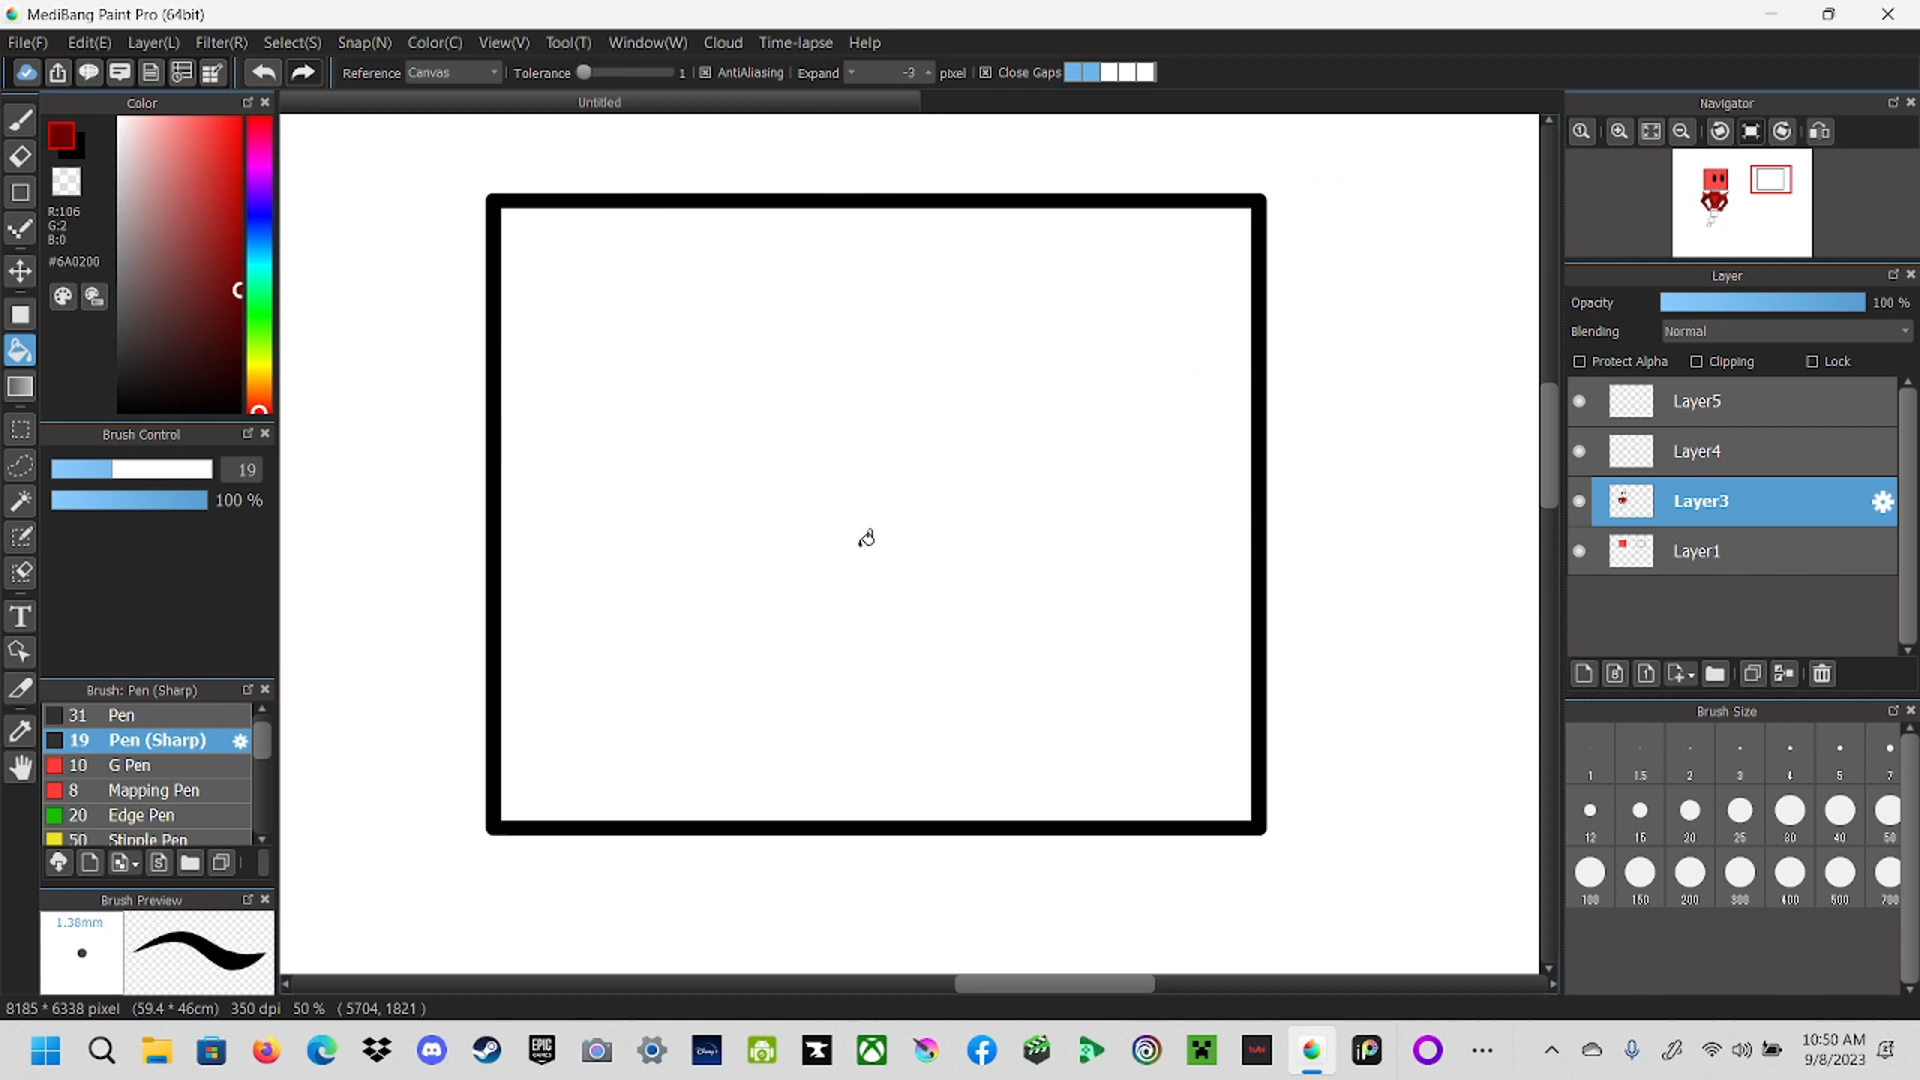 MediBang Paint Pro (64bit)
File(F) Edit(E) Layer(L) Filter(R) Select(S) Snap(N) Color(C) View(V) Tool(T) Window(W) Cloud Time-lapse Help
Reference Canvas Tolerance 1 AntiAliasing Expand -3 pixel Close Gaps
Color
Untitled
Navigator
R:106
G:2
B:0
#6A0200
Layer
Opacity 100 %
Blending Normal
Protect Alpha Clipping Lock
Layer5
Layer4
Layer3
Layer1
Brush Control
19
100 %
Brush: Pen (Sharp)
31 Pen
19 Pen (Sharp)
10 G Pen
8 Mapping Pen
20 Edge Pen
50 Stipple Pen
Brush Size
1 1.5 2 3 4 5 7
12 15 20 25 30 40 50
100 150 200 300 400 500 700
Brush Preview
1.38mm
8185 * 6338 pixel (59.4 * 46cm) 350 dpi 50 % ( 5704, 1821 )
EPIC GAMES
Disney+
tubi
iP
10:50 AM
9/8/2023